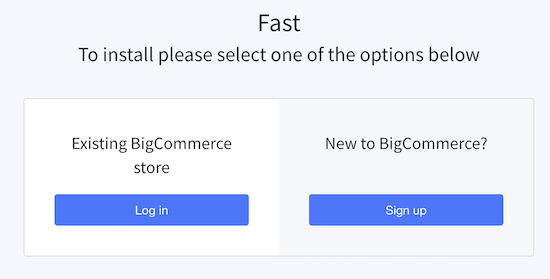 Fast
To install please select one of the options below
Existing BigCommerce
store
New to BigCommerce?
Log in
Sign up